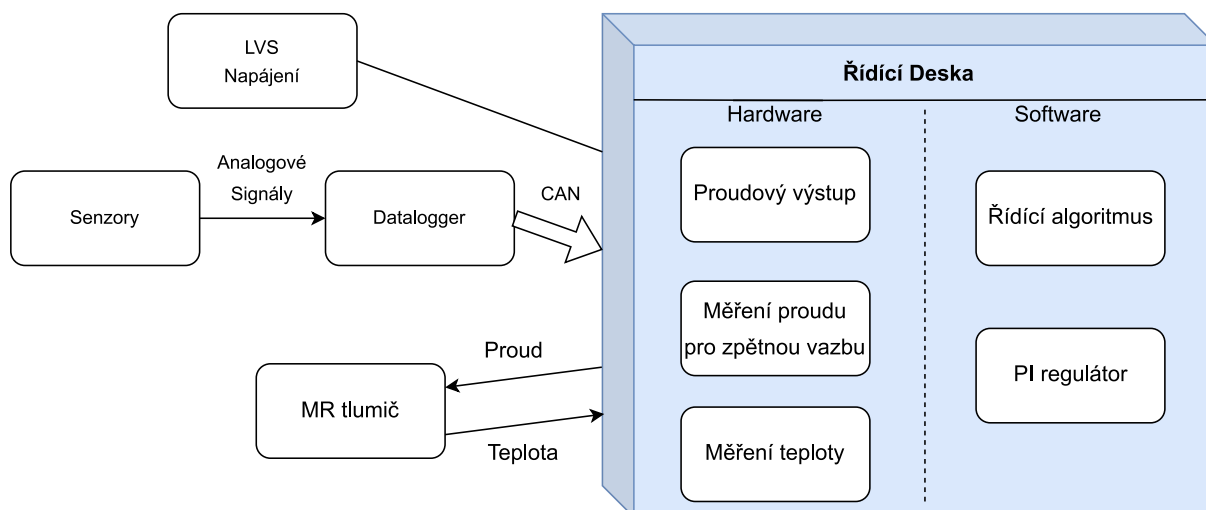 LVS
Napájení
Řídící Deska
Hardware
Software
Analogové
Signály
Senzory
Datalogger
CAN
Proudový výstup
Řídící algoritmus
Měření proudu
pro zpětnou vazbu
PI regulátor
Proud
MR tlumič
Teplota
Měření teploty